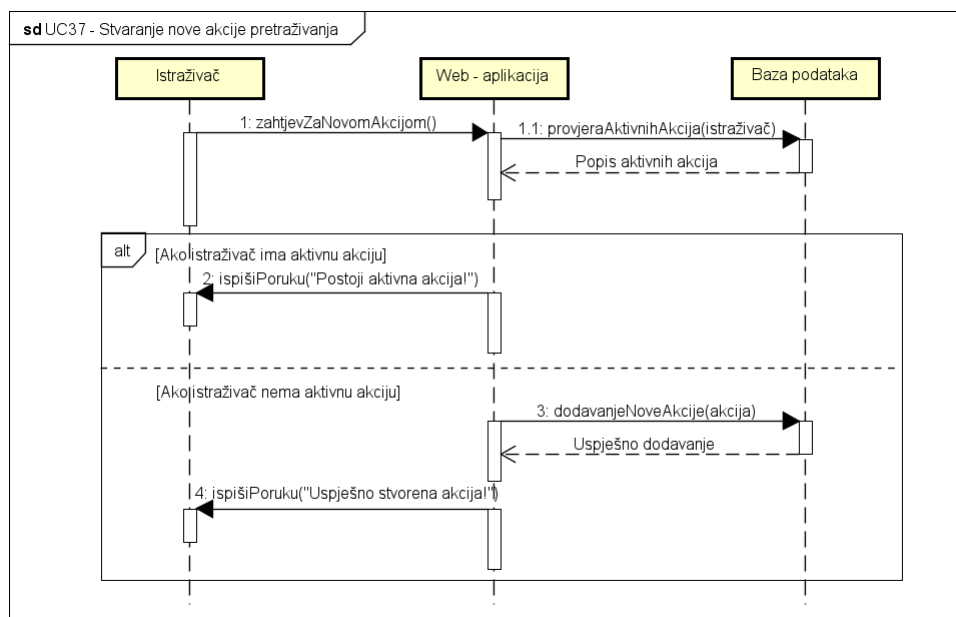 sd UC37 - Stvaranje nove akcije pretraživanja
Istraživač
Web - aplikacija
Baza podataka
1: zahtjevZaNovomAkcijom()
1.1: provjeraAktivnihAkcija(istraživač)
Popis aktivnih akcija
alt
[Ako istraživač ima aktivnu akciju]
2: ispišiPoruku("Postoji aktivna akcija!")
[Ako istraživač nema aktivnu akciju]
3: dodavanjeNoveAkcije(akcija)
Uspješno dodavanje
4: ispišiPoruku("Uspješno stvorena akcija!")